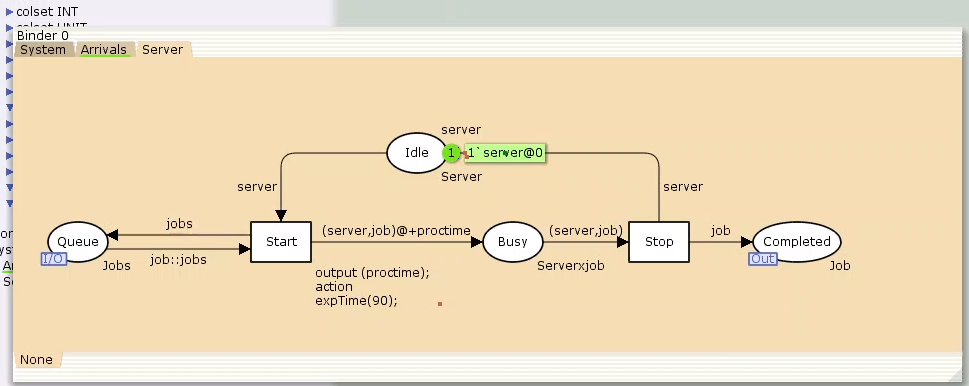 colset INT
colset UNIT
Binder 0
System Arrivals Server
server
Idle 1 1`server@0
Server
server server
jobs (server,job)@+proctime (server,job) job
Queue Start Busy Stop Completed
I/O job::jobs Out
Jobs Serverxjob Job
output (proctime);
action
expTime(90);
None